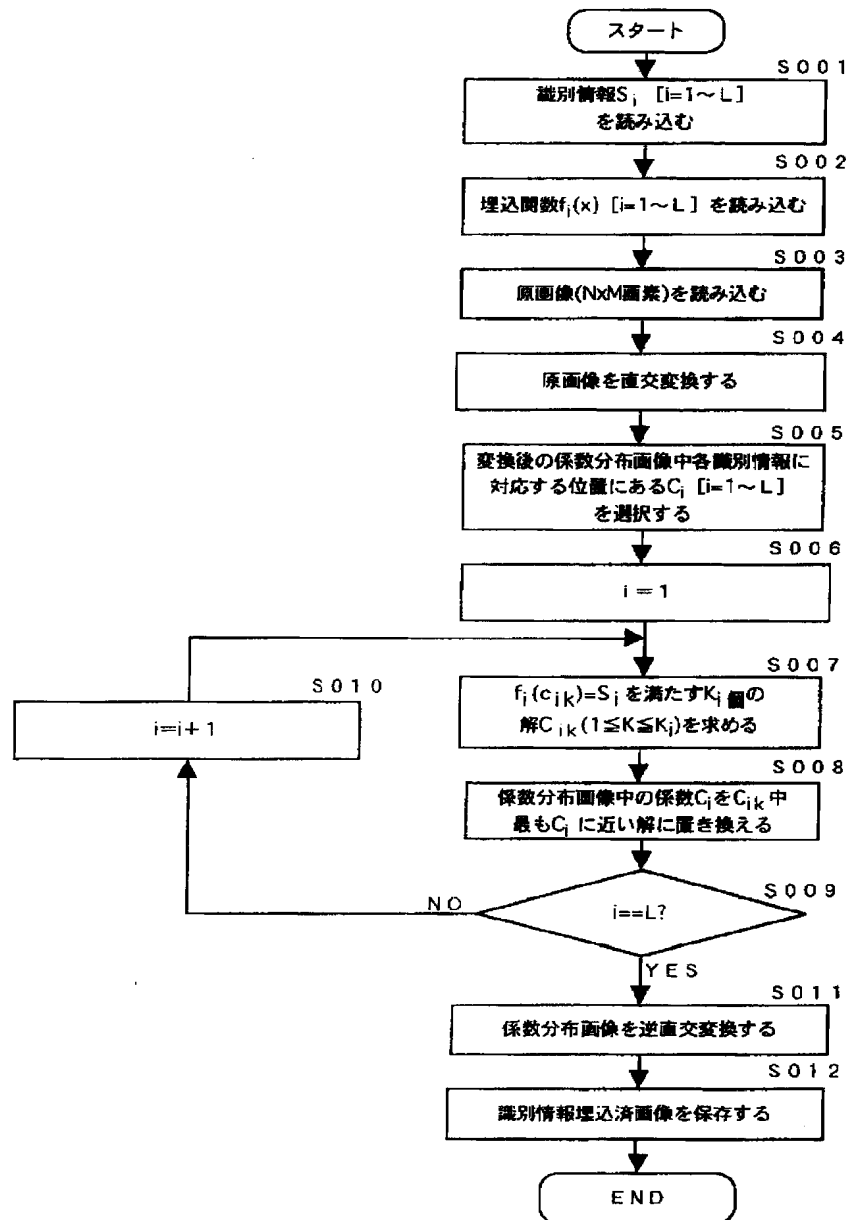 スタート
S001
識別情報Si [i=1~L]
を読み込む
S002
埋込関数fi(x) [i=1~L] を読み込む
S003
原画像(NxM画素)を読み込む
S004
原画像を直交変換する
S005
変換後の係数分布画像中各識別情報に
対応する位置にあるCi [i=1~L]
を選択する
S006
i=1
S007
fi(cik)=Siを満たすKi個の
解Cik(1≦K≦Ki)を求める
S010
i=i+1
S008
係数分布画像中の係数CiをCik中
最もCiに近い解に置き換える
S009
i==L?
NO
YES
S011
係数分布画像を逆直交変換する
S012
識別情報埋込済画像を保存する
END